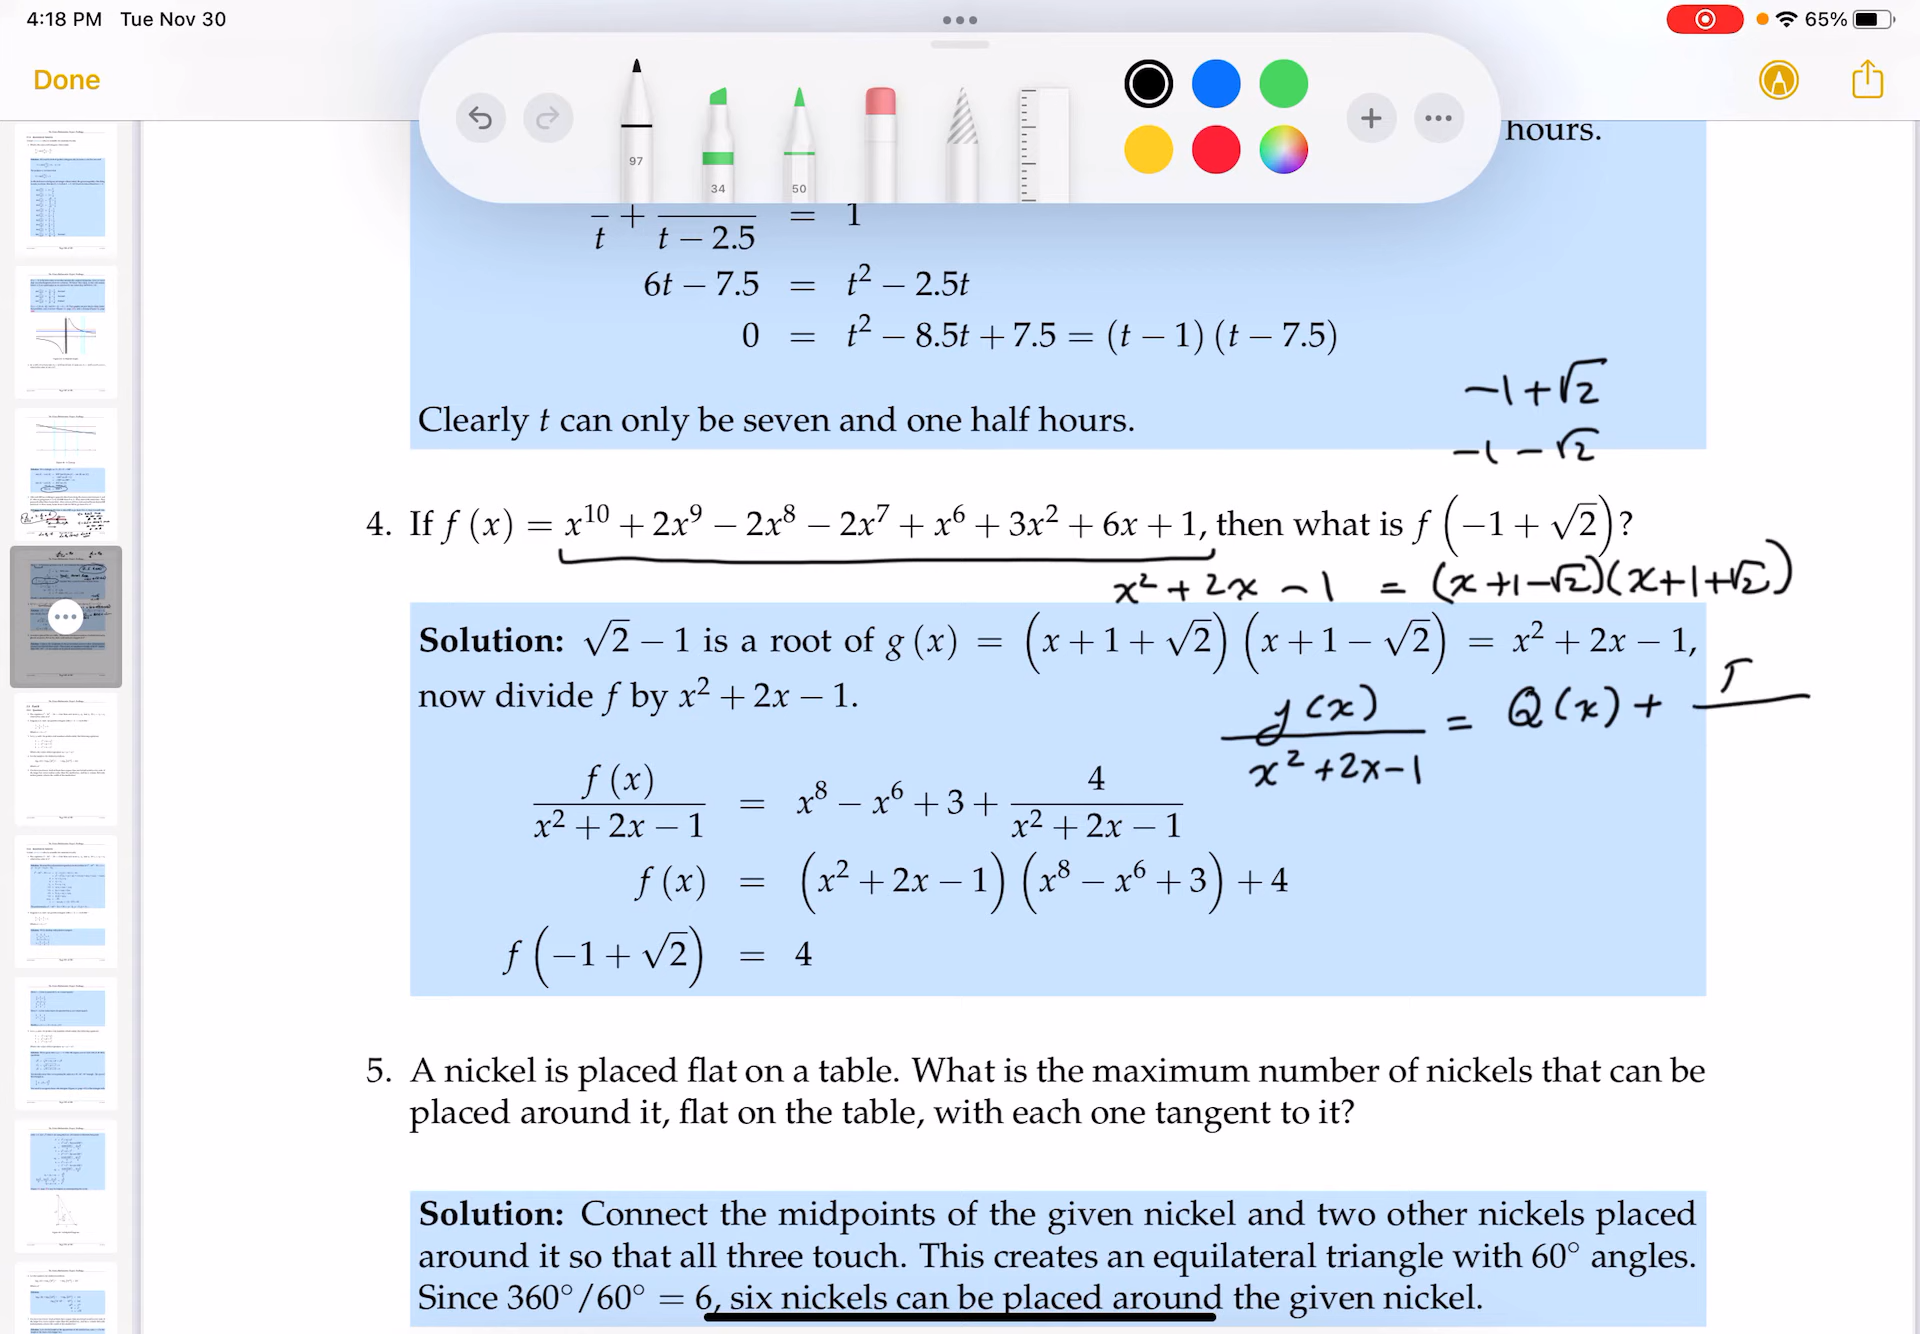 4:18 PM Tue Nov 30
65%
Done
97
34
50
hours.
t + t − 2.5 = 1
6t − 7.5 = t² − 2.5t
0 = t² − 8.5t + 7.5 = (t − 1) (t − 7.5)
−1 + √2
Clearly t can only be seven and one half hours.
−1 − √2
4. If f (x) = x¹⁰ + 2x⁹ − 2x⁸ − 2x⁷ + x⁶ + 3x² + 6x + 1, then what is f (−1 + √2)?
x² + 2x − 1 = (x + 1 − √2)(x + 1 + √2)
Solution: √2 − 1 is a root of g (x) = (x + 1 + √2) (x + 1 − √2) = x² + 2x − 1,
now divide f by x² + 2x − 1.
f(x) / x² + 2x − 1 = Q(x) +
f (x) / x² + 2x − 1 = x⁸ − x⁶ + 3 + 4 / x² + 2x − 1
f (x) = (x² + 2x − 1) (x⁸ − x⁶ + 3) + 4
f (−1 + √2) = 4
5. A nickel is placed flat on a table. What is the maximum number of nickels that can be
placed around it, flat on the table, with each one tangent to it?
Solution: Connect the midpoints of the given nickel and two other nickels placed
around it so that all three touch. This creates an equilateral triangle with 60° angles.
Since 360°/60° = 6, six nickels can be placed around the given nickel.